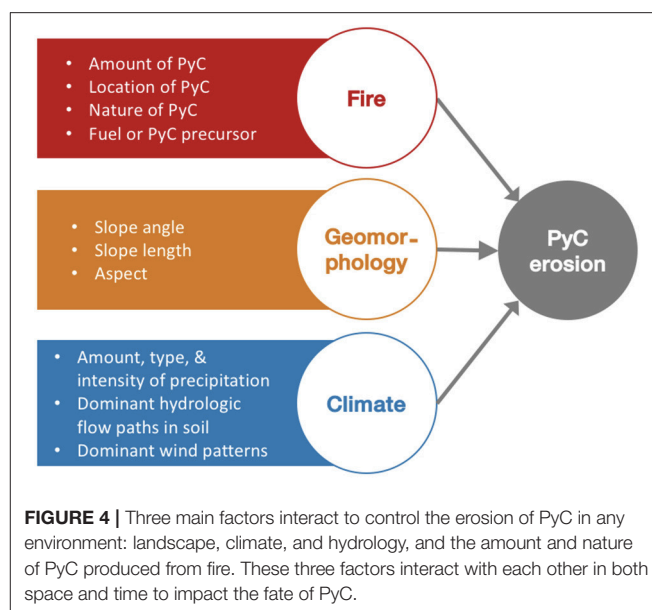 • Amount of PyC
• Location of PyC
• Nature of PyC
• Fuel or PyC precursor
Fire
• Slope angle
• Slope length
• Aspect
Geomor-
phology
PyC
erosion
• Amount, type, &
intensity of precipitation
• Dominant hydrologic
flow paths in soil
• Dominant wind patterns
Climate
FIGURE 4 | Three main factors interact to control the erosion of PyC in any
environment: landscape, climate, and hydrology, and the amount and nature
of PyC produced from fire. These three factors interact with each other in both
space and time to impact the fate of PyC.